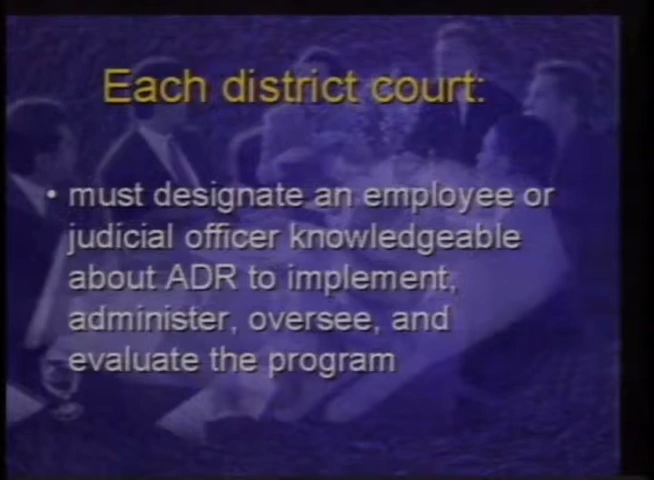 Each district court:
• must designate an employee or
judicial officer knowledgeable
about ADR to implement,
administer, oversee, and
evaluate the program